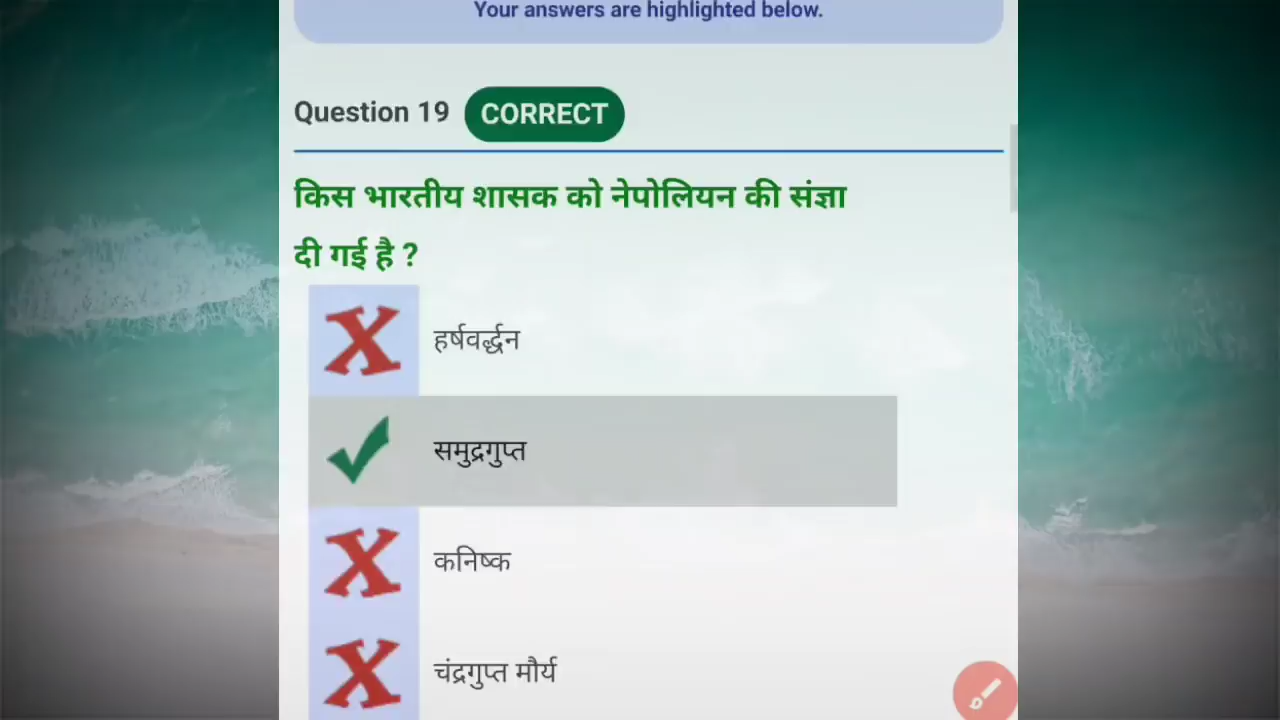 Your answers are highlighted below.
Question 19 CORRECT
किस भारतीय शासक को नेपोलियन की संज्ञा
दी गई है ?
हर्षवर्द्धन
समुद्रगुप्त
कनिष्क
चंद्रगुप्त मौर्य